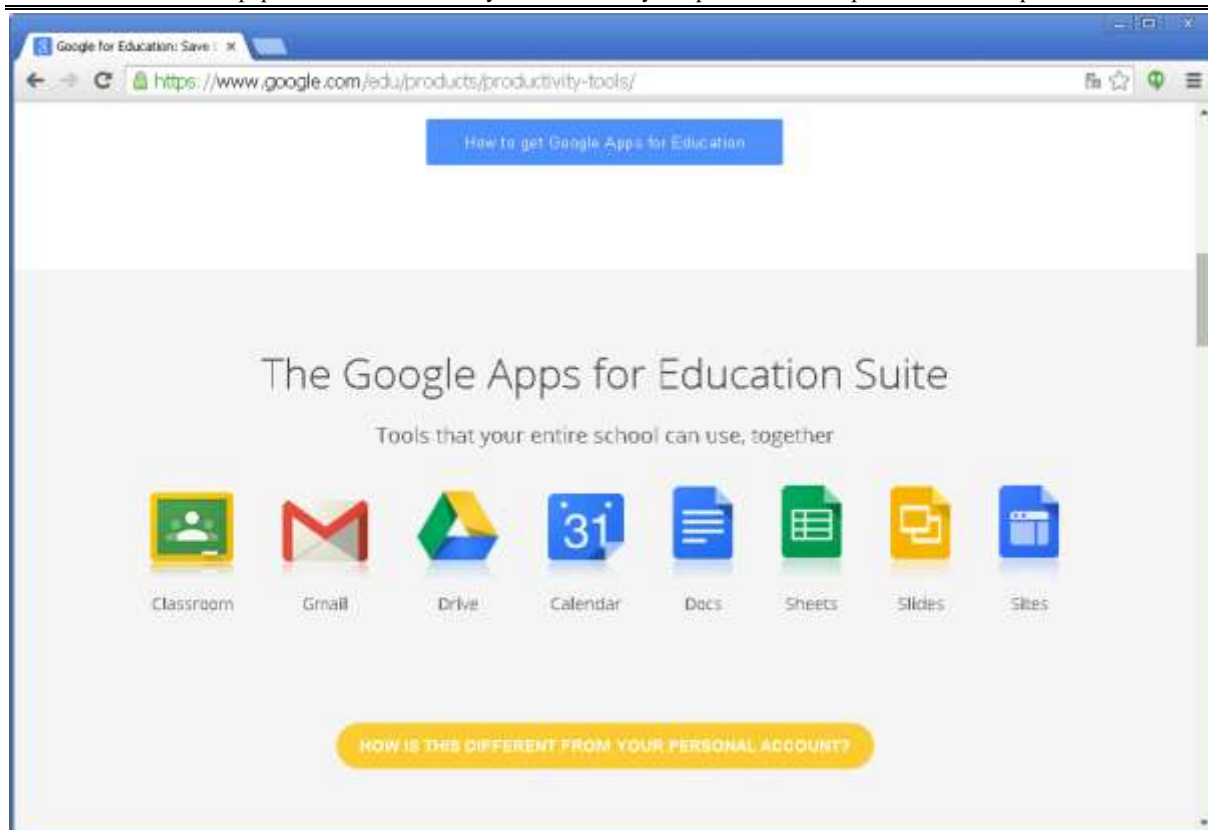 Google for Education: Save
https://www.google.com/edu/products/productivity-tools/
How to get Google Apps for Education
The Google Apps for Education Suite
Tools that your entire school can use, together
31
Classroom Gmail Drive Calendar Docs Sheets Slides Sites
HOW IS THIS DIFFERENT FROM YOUR PERSONAL ACCOUNT?